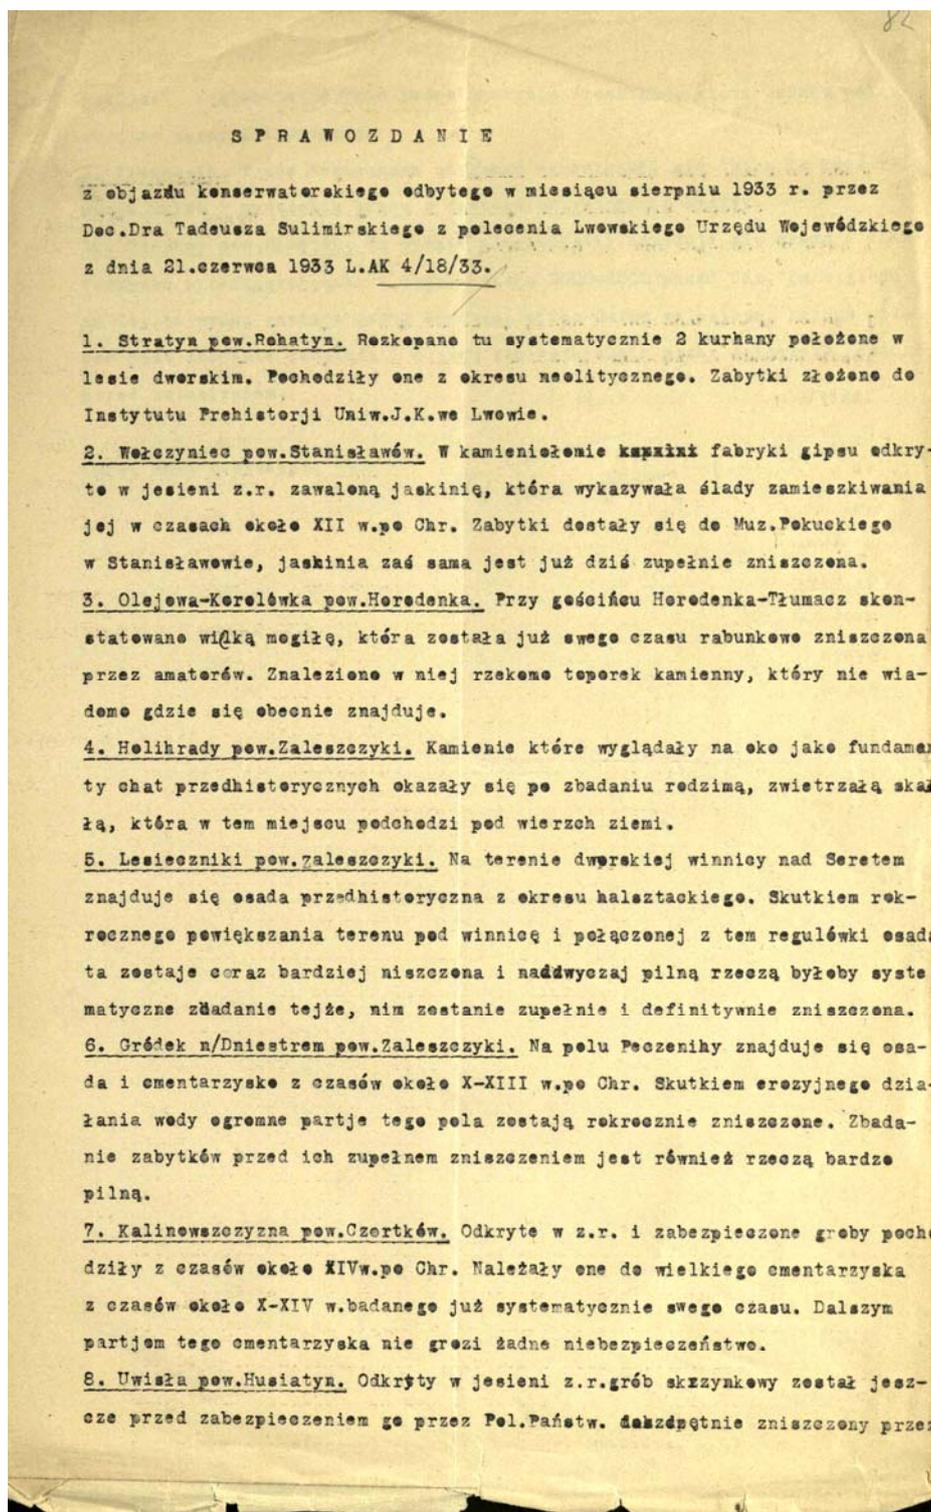 82
SPRAWOZDANIE
z objazdu konserwatorskiego odbytego w miesiącu sierpniu 1933 r. przez
Doc.Dra Tadeusza Sulimirskiego z polecenia Lwowskiego Urzędu Wojewódzkiego
z dnia 21.czerwca 1933 L.AK 4/18/33.
1. Stratyn pow.Rohatyn. Rozkopano tu systematycznie 2 kurhany położone w
lesie dworskim. Pochodziły one z okresu neolitycznego. Zabytki złożono do
Instytutu Prehistorji Uniw.J.K.we Lwowie.
2. Wołczyniec pow.Stanisławów. W kamieniołomie fabryki gipsu odkry-
to w jesieni z.r. zawaloną jaskinię, która wykazywała ślady zamieszkiwania
jej w czasach około XII w.po Chr. Zabytki dostały się do Muz.Pokuckiego
w Stanisławowie, jaskinia zaś sama jest już dziś zupełnie zniszczona.
3. Olejowa-Korolówka pow.Horodenka. Przy gościńcu Horodenka-Tłumacz skon-
statowano wielką mogiłę, która została już swego czasu rabunkowo zniszczona
przez amatorów. Znaleziono w niej rzekomo toporek kamienny, który nie wia-
domo gdzie się obecnie znajduje.
4. Holihrady pow.Zaleszczyki. Kamienie które wyglądały na oko jako fundamen
ty chat przedhistorycznych okazały się po zbadaniu rodzimą, zwietrzałą skał
łą, która w tem miejscu podchodzi pod wierzch ziemi.
5. Lesieczniki pow.zaleszczyki. Na terenie dworskiej winnicy nad Seretem
znajduje się osada przedhistoryczna z okresu halsztackiego. Skutkiem rok-
rocznego powiększania terenu pod winnicę i połączonej z tem regulówki osada
ta zostaje coraz bardziej niszczona i naddwyczaj pilną rzeczą byłoby syste
matyczne zbadanie tejże, nim zostanie zupełnie i definitywnie zniszczona.
6. Gródek n/Dniestrem pow.Zaleszczyki. Na polu Peczenihy znajduje się osa-
da i cmentarzysko z czasów około X-XIII w.po Chr. Skutkiem erozyjnego dzia-
łania wody ogromne partje tego pola zostają rokrocznie zniszczone. Zbada-
nie zabytków przed ich zupełnem zniszczeniem jest również rzeczą bardzo
pilną.
7. Kalinowszczyzna pow.Czortków. Odkryte w z.r. i zabezpieczone groby pocho
dziły z czasów około XIVw.po Chr. Należały one do wielkiego cmentarzyska
z czasów około X-XIV w.badanego już systematycznie swego czasu. Dalszym
partjom tego cmentarzyska nie grozi żadne niebezpieczeństwo.
8. Uwisła pow.Husiatyn. Odkryty w jesieni z.r.grób skrzynkowy został jesz-
cze przed zabezpieczeniem go przez Pol.Państw. zniszczony przez